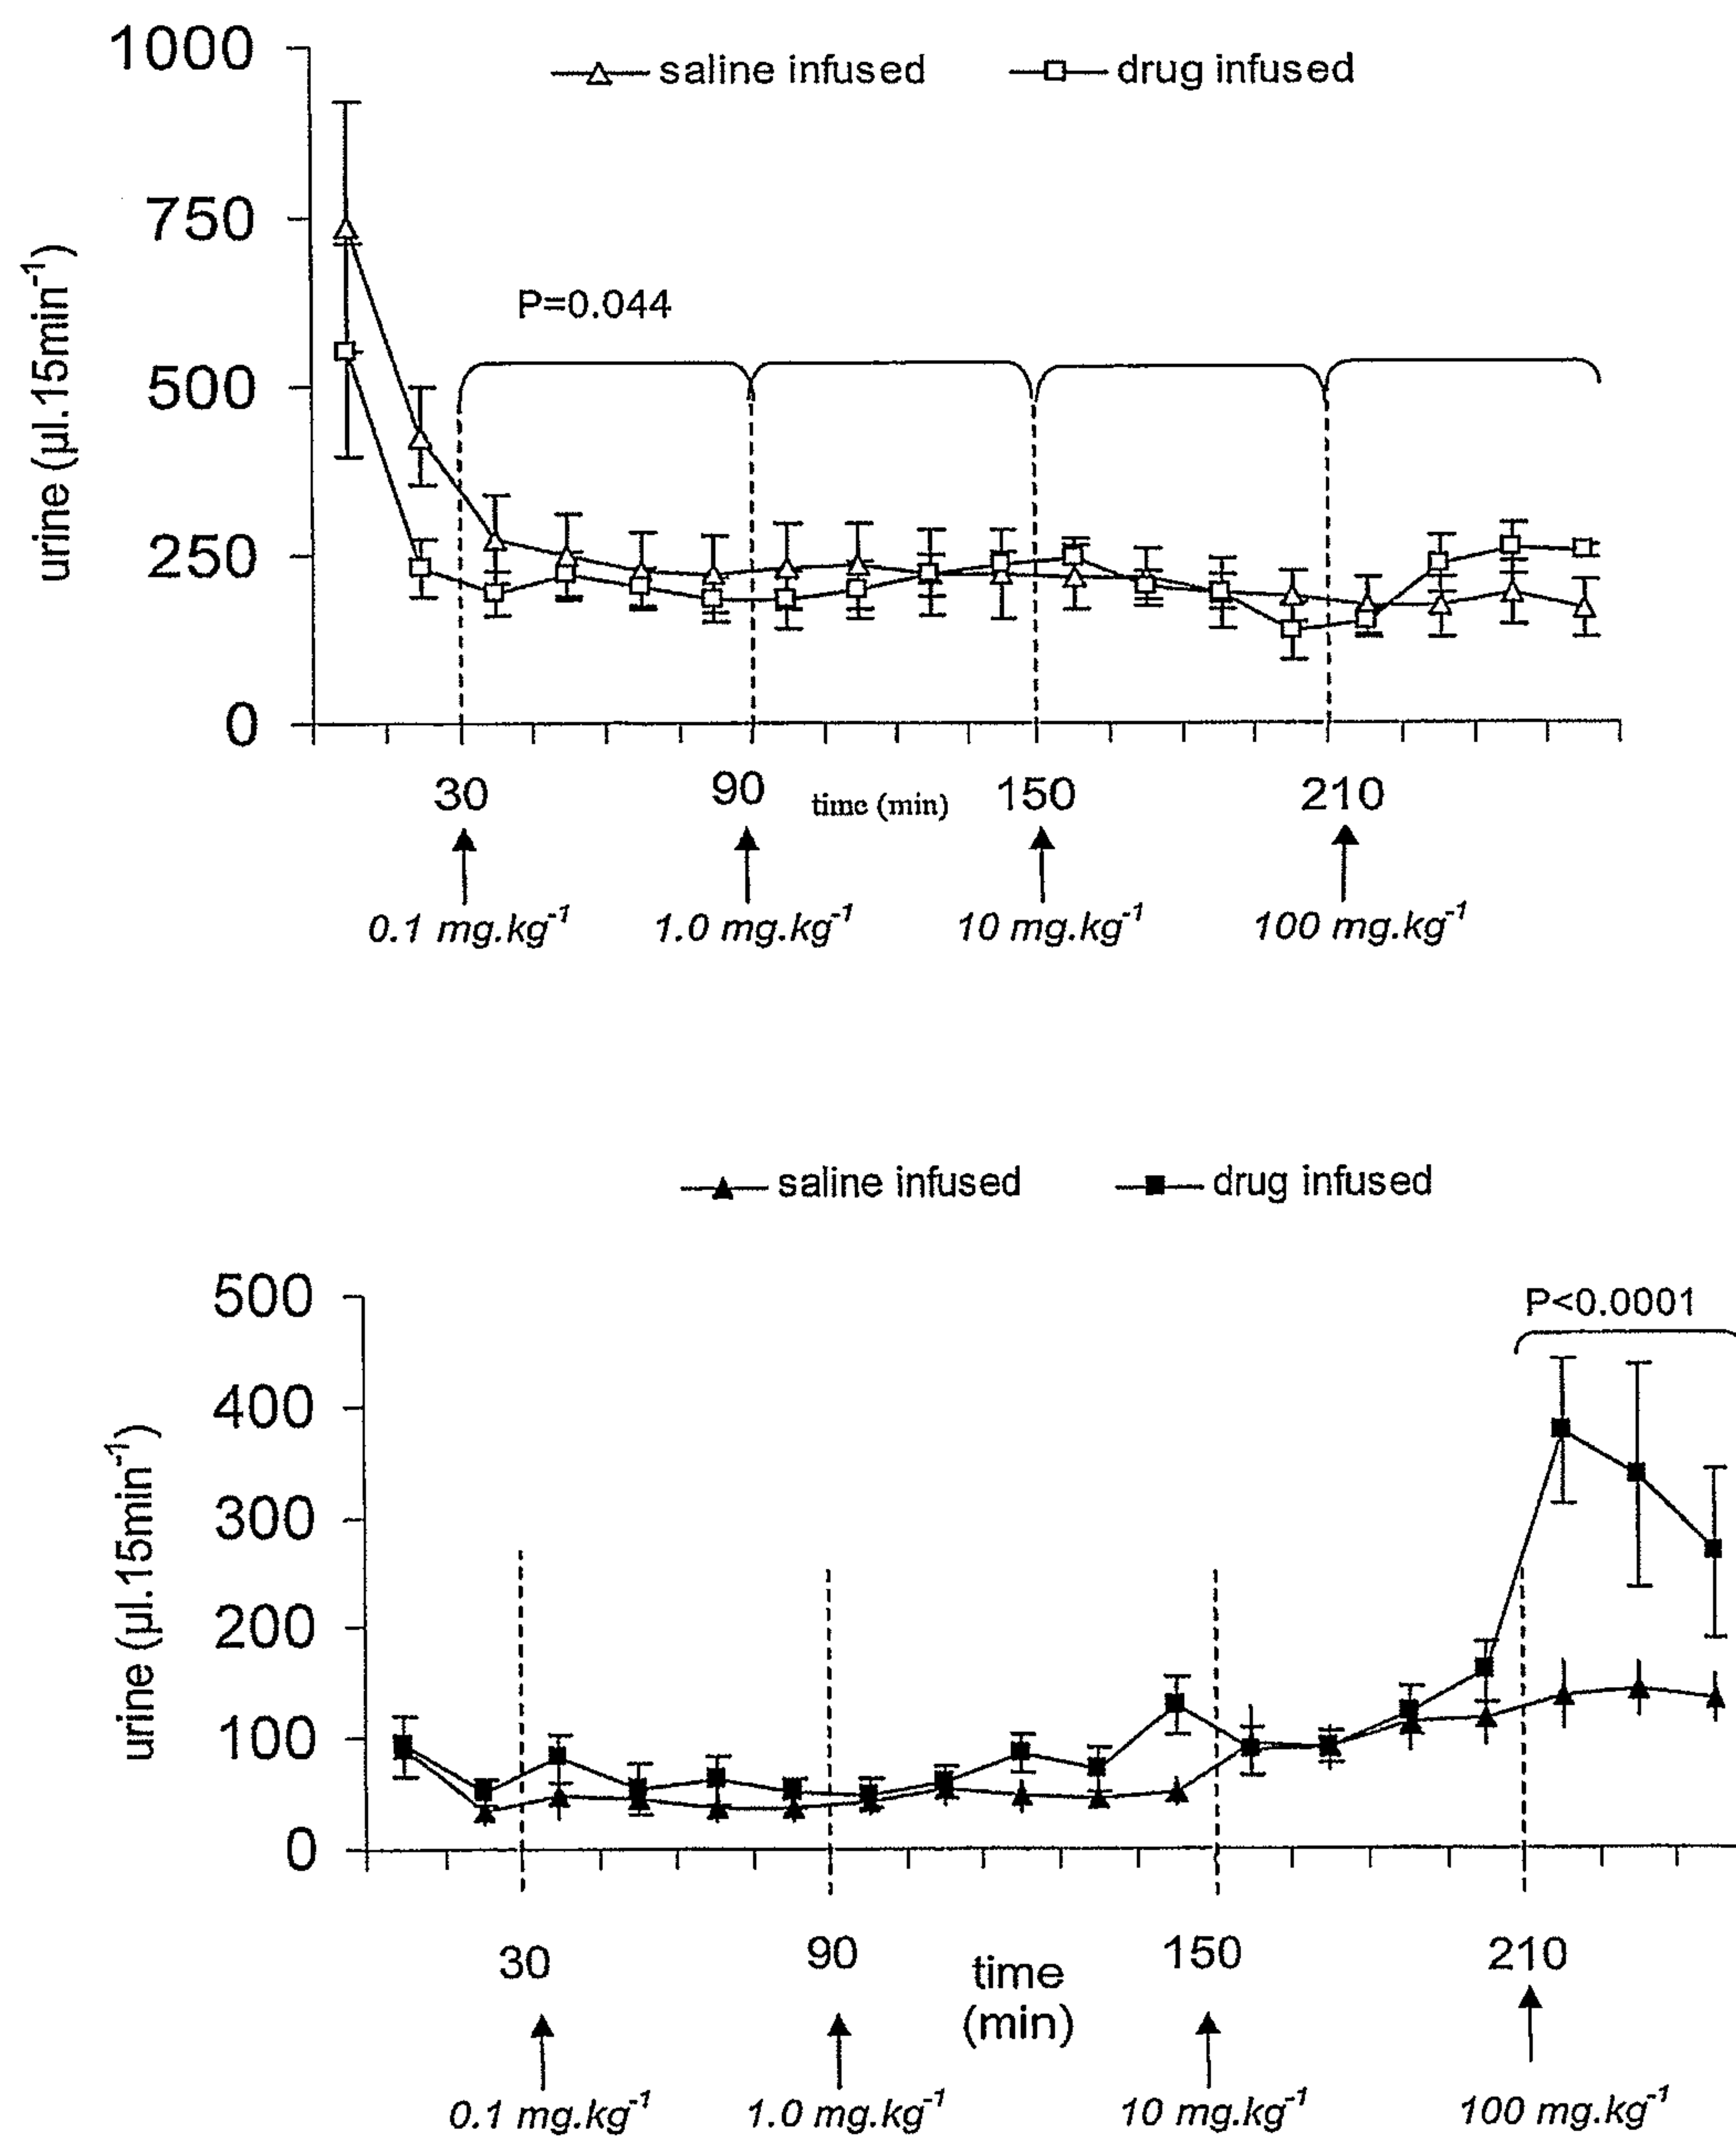 1000
saline infused drug infused
750
P=0.044
500
250
0
urine (µl.15min⁻¹)
30 90 time (min) 150 210
0.1 mg.kg⁻¹ 1.0 mg.kg⁻¹ 10 mg.kg⁻¹ 100 mg.kg⁻¹
saline infused drug infused
500
P<0.0001
400
300
200
100
0
urine (µl.15min⁻¹)
30 90 time 150 210
(min)
0.1 mg.kg⁻¹ 1.0 mg.kg⁻¹ 10 mg.kg⁻¹ 100 mg.kg⁻¹